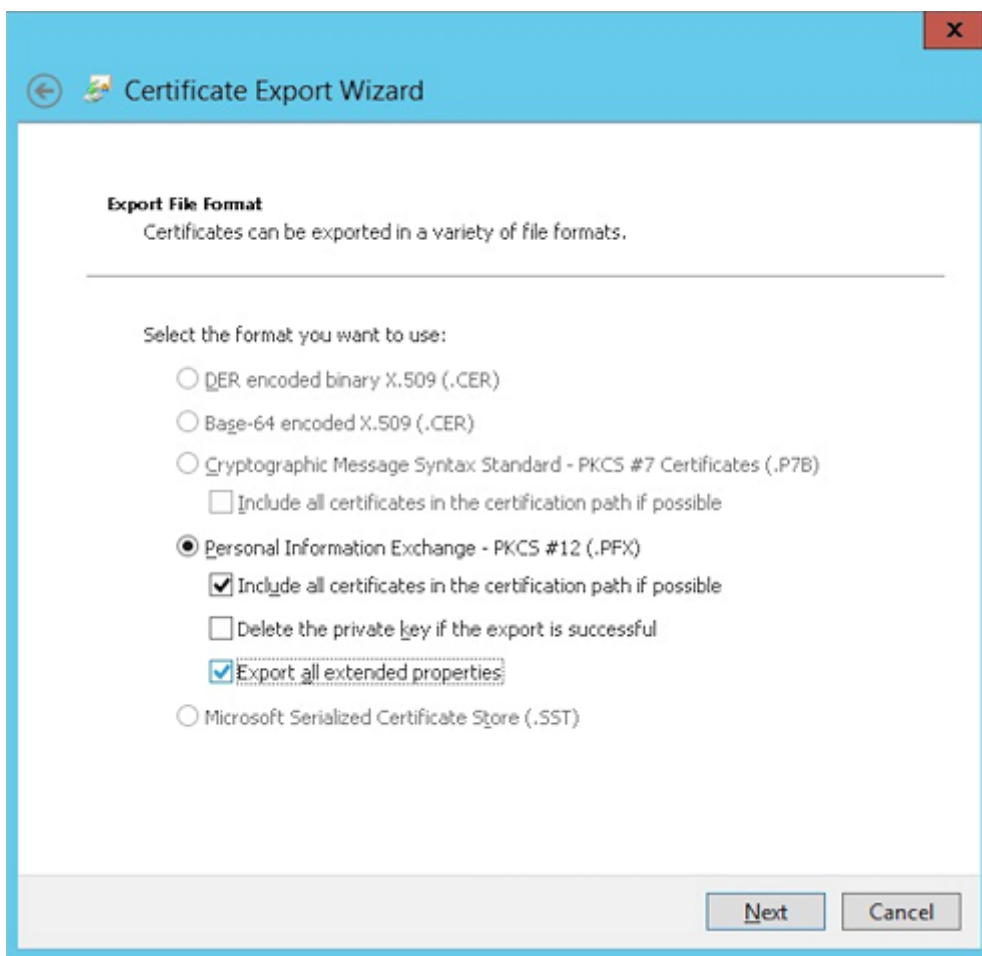 x
Certificate Export Wizard
Export File Format
Certificates can be exported in a variety of file formats.
Select the format you want to use:
DER encoded binary X.509 (.CER)
Base-64 encoded X.509 (.CER)
Cryptographic Message Syntax Standard - PKCS #7 Certificates (.P7B)
Include all certificates in the certification path if possible
Personal Information Exchange - PKCS #12 (.PFX)
Include all certificates in the certification path if possible
Delete the private key if the export is successful
Export all extended properties
Microsoft Serialized Certificate Store (.SST)
Next Cancel